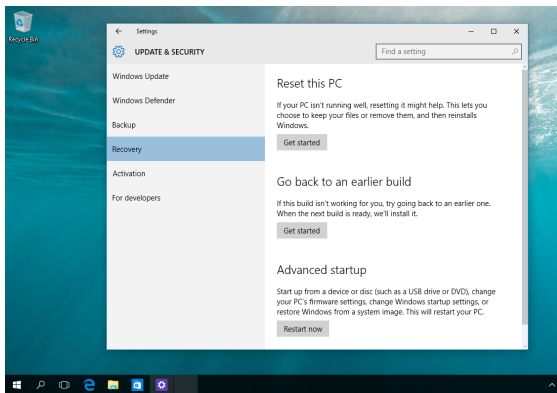 Recycle Bin
Settings
UPDATE & SECURITY
Find a setting
Windows Update
Windows Defender
Backup
Recovery
Activation
For developers
Reset this PC
If your PC isn't running well, resetting it might help. This lets you
choose to keep your files or remove them, and then reinstalls
Windows.
Get started
Go back to an earlier build
If this build isn't working for you, try going back to an earlier one.
When the next build is ready, we'll install it.
Get started
Advanced startup
Start up from a device or disc (such as a USB drive or DVD), change
your PC's firmware settings, change Windows startup settings, or
restore Windows from a system image. This will restart your PC.
Restart now